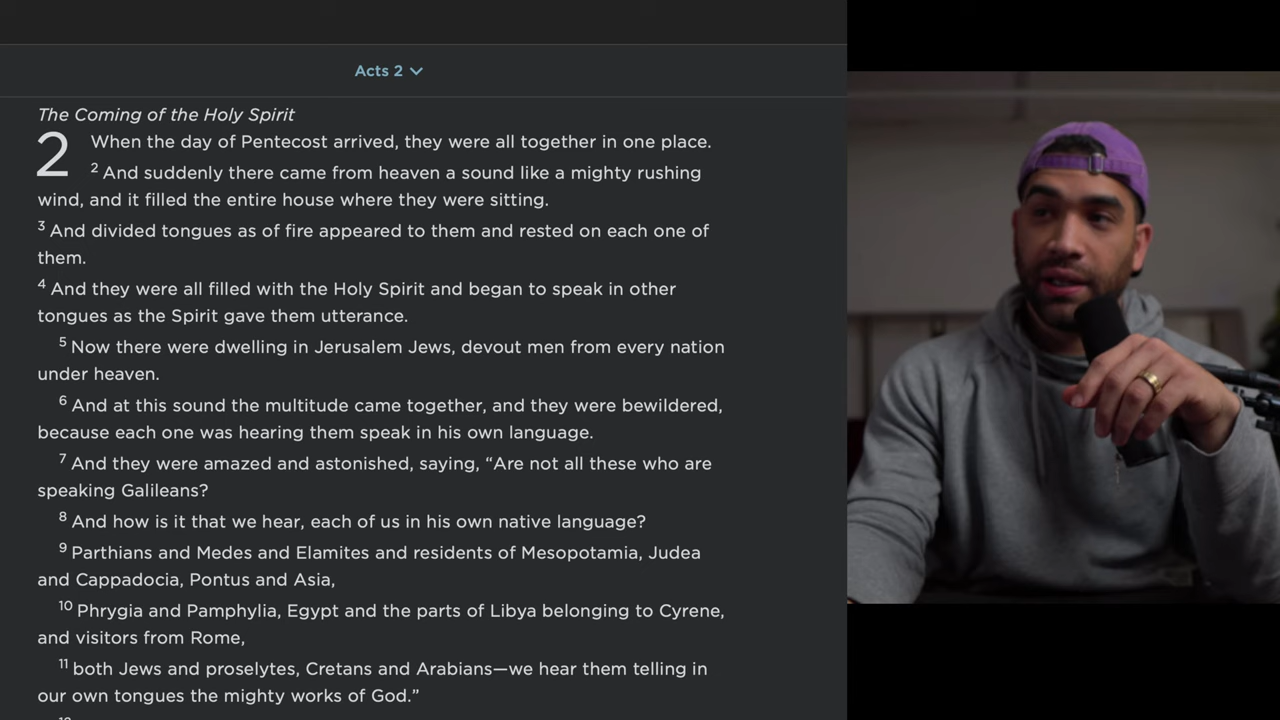 Acts 2
The Coming of the Holy Spirit
2 When the day of Pentecost arrived, they were all together in one place.
2 And suddenly there came from heaven a sound like a mighty rushing
wind, and it filled the entire house where they were sitting.
3 And divided tongues as of fire appeared to them and rested on each one of
them.
4 And they were all filled with the Holy Spirit and began to speak in other
tongues as the Spirit gave them utterance.
5 Now there were dwelling in Jerusalem Jews, devout men from every nation
under heaven.
6 And at this sound the multitude came together, and they were bewildered,
because each one was hearing them speak in his own language.
7 And they were amazed and astonished, saying, “Are not all these who are
speaking Galileans?
8 And how is it that we hear, each of us in his own native language?
9 Parthians and Medes and Elamites and residents of Mesopotamia, Judea
and Cappadocia, Pontus and Asia,
10 Phrygia and Pamphylia, Egypt and the parts of Libya belonging to Cyrene,
and visitors from Rome,
11 both Jews and proselytes, Cretans and Arabians—we hear them telling in
our own tongues the mighty works of God.”